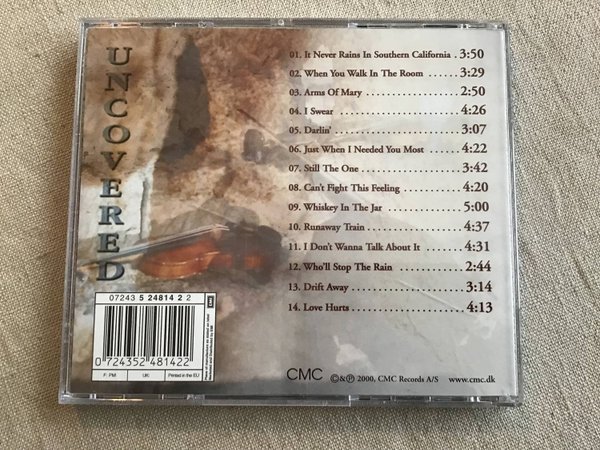 UNCOVERED
01. It Never Rains In Southern California . 3:50
02. When You Walk In The Room ...... 3:29
03. Arms Of Mary ................. 2:50
04. I Swear ....................... 4:26
05. Darlin' ....................... 3:07
06. Just When I Needed You Most ....... 4:22
07. Still The One .................. 3:42
08. Can't Fight This Feeling ............ 4:20
09. Whiskey In The Jar ............... 5:00
10. Runaway Train .................. 4:37
11. I Don't Wanna Talk About It ........ 4:31
12. Who'll Stop The Rain ............. 2:44
13. Drift Away ..................... 3:14
14. Love Hurts ..................... 4:13
07243 5 24814 2 2
0 724352 481422
F: PM UK: Printed in the EU
CMC ©&℗ 2000, CMC Records A/S www.cmc.dk